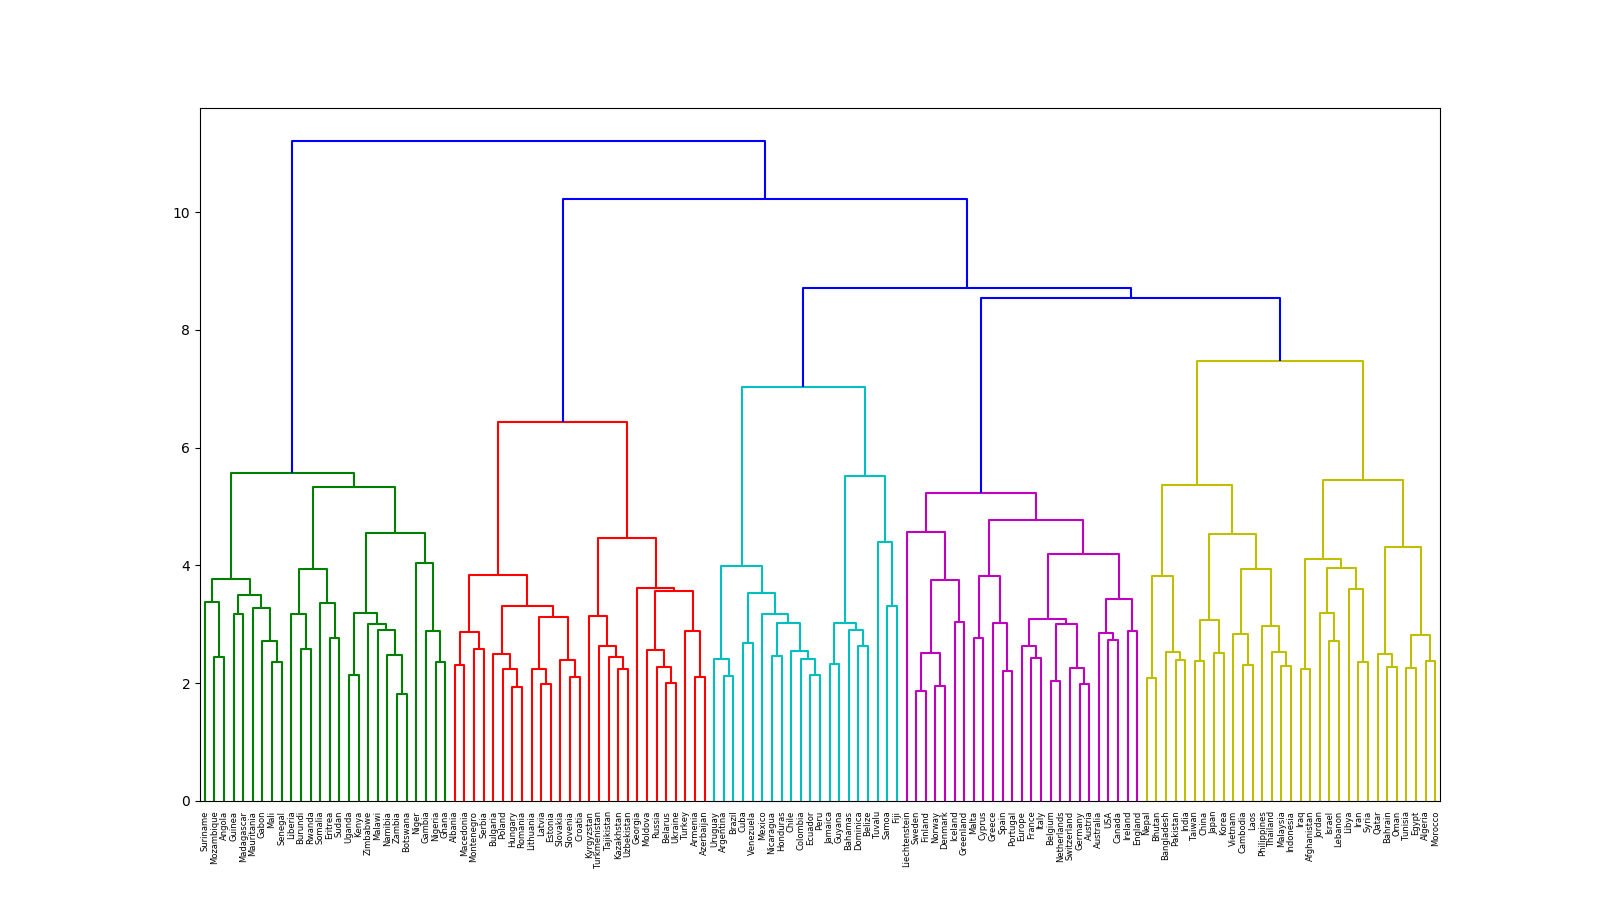 10
8
6
4
2
0
Suriname
Mozambique
Angola
Guinea
Madagascar
Mauritania
Gabon
Mali
Senegal
Liberia
Burundi
Rwanda
Somalia
Eritrea
Sudan
Uganda
Kenya
Zimbabwe
Malawi
Namibia
Zambia
Botswana
Niger
Gambia
Nigeria
Ghana
Albania
Macedonia
Montenegro
Serbia
Bulgaria
Poland
Hungary
Romania
Lithuania
Latvia
Estonia
Slovakia
Slovenia
Croatia
Kyrgyzstan
Turkmenistan
Tajikistan
Kazakhstan
Uzbekistan
Georgia
Moldova
Russia
Belarus
Ukraine
Turkey
Armenia
Azerbaijan
Uruguay
Argentina
Brazil
Cuba
Venezuela
Mexico
Nicaragua
Honduras
Chile
Colombia
Ecuador
Peru
Jamaica
Guyana
Bahamas
Dominica
Belize
Tuvalu
Samoa
Fiji
Liechtenstein
Sweden
Finland
Norway
Denmark
Iceland
Greenland
Malta
Cyprus
Greece
Spain
Portugal
Europe
France
Italy
Belgium
Netherlands
Switzerland
Germany
Austria
Australia
USA
Canada
Ireland
England
Nepal
Bhutan
Bangladesh
Pakistan
India
Taiwan
China
Japan
Korea
Vietnam
Cambodia
Laos
Philippines
Thailand
Malaysia
Indonesia
Iraq
Afghanistan
Jordan
Israel
Lebanon
Libya
Iran
Syria
Qatar
Bahrain
Oman
Tunisia
Egypt
Algeria
Morocco